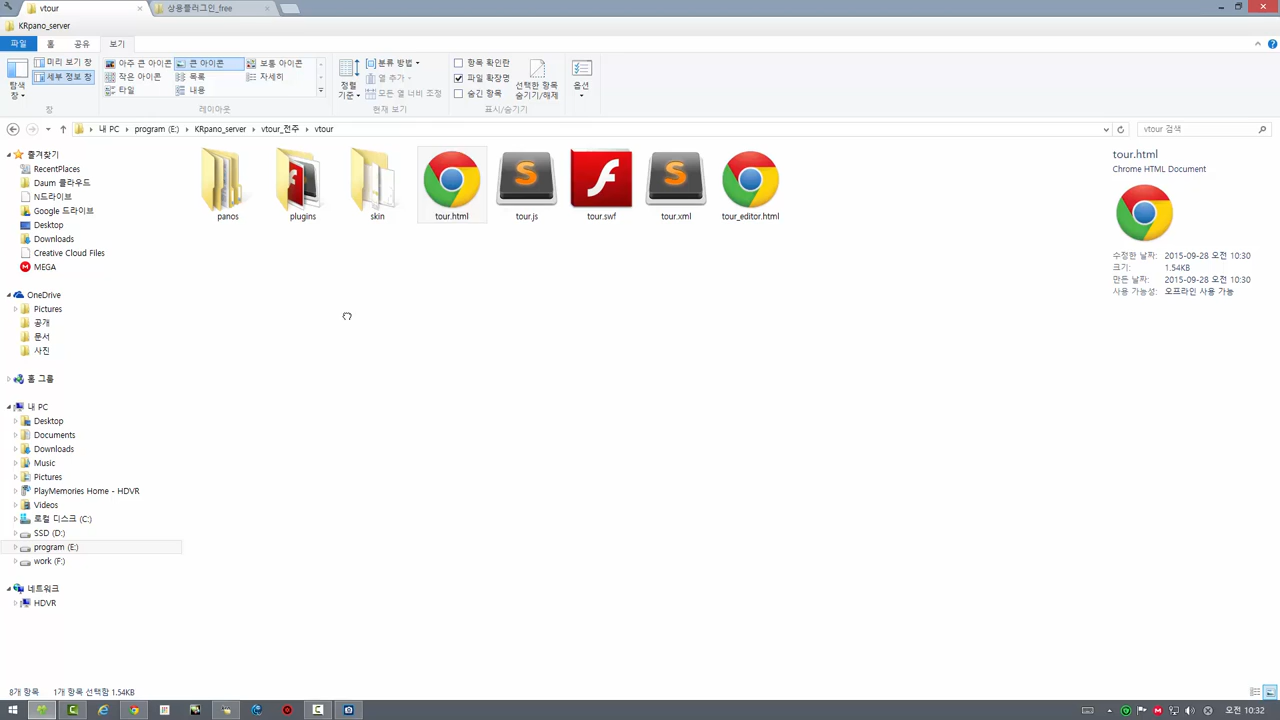 vtour
상용플러그인_free
KRpano_server
파일
홈
공유
보기
미리 보기 창
세부 정보 창
탐색
창
창
아주 큰 아이콘
큰 아이콘
보통 아이콘
작은 아이콘
목록
자세히
타일
내용
레이아웃
정렬
기준
분류 방법
열 추가
모든 열 너비 조정
현재 보기
항목 확인란
파일 확장명
숨긴 항목
선택한 항목
숨기기/해제
표시/숨기기
옵션
내 PC
program (E:)
KRpano_server
vtour_전주
vtour
vtour 검색
즐겨찾기
RecentPlaces
Daum 클라우드
N드라이브
Google 드라이브
Desktop
Downloads
Creative Cloud Files
MEGA
OneDrive
Pictures
공개
문서
사진
홈 그룹
내 PC
Desktop
Documents
Downloads
Music
Pictures
PlayMemories Home - HDVR
Videos
로컬 디스크 (C:)
SSD (D:)
program (E:)
work (F:)
네트워크
HDVR
panos
plugins
skin
tour.html
tour.js
tour.swf
tour.xml
tour_editor.html
tour.html
Chrome HTML Document
수정한 날짜: 2015-09-28 오전 10:30
크기: 1.54KB
만든 날짜: 2015-09-28 오전 10:30
사용 가능성: 오프라인 사용 가능
8개 항목
1개 항목 선택함 1.54KB
오전 10:32